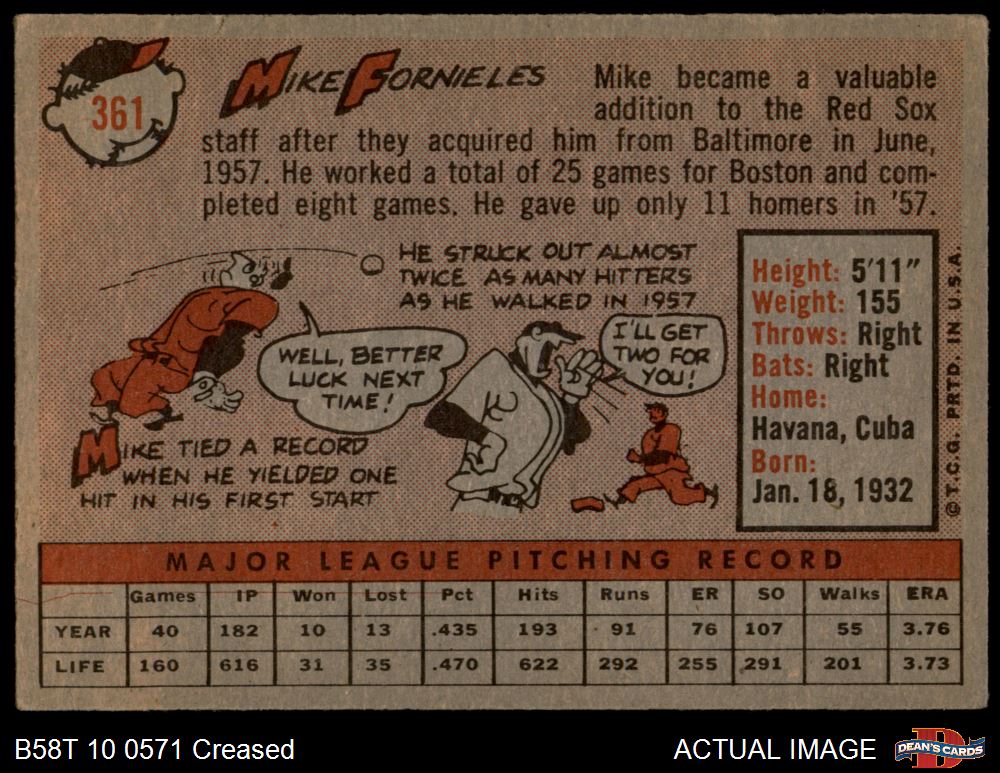 361
MIKE FORNIELES
Mike became a valuable
addition to the Red Sox
staff after they acquired him from Baltimore in June,
1957. He worked a total of 25 games for Boston and com-
pleted eight games. He gave up only 11 homers in '57.
HE STRUCK OUT ALMOST
TWICE AS MANY HITTERS
AS HE WALKED IN 1957
WELL, BETTER
LUCK NEXT
TIME!
I'LL GET
TWO FOR
YOU!
MIKE TIED A RECORD
WHEN HE YIELDED ONE
HIT IN HIS FIRST START
Height: 5'11"
Weight: 155
Throws: Right
Bats: Right
Home:
Havana, Cuba
Born:
Jan. 18, 1932
©T.C.G. PRTD. IN U.S.A.
MAJOR LEAGUE PITCHING RECORD
Games IP Won Lost Pct Hits Runs ER SO Walks ERA
YEAR 40 182 10 13 .435 193 91 76 107 55 3.76
LIFE 160 616 31 35 .470 622 292 255 291 201 3.73
B58T 10 0571 Creased
ACTUAL IMAGE
DEAN'S CARDS